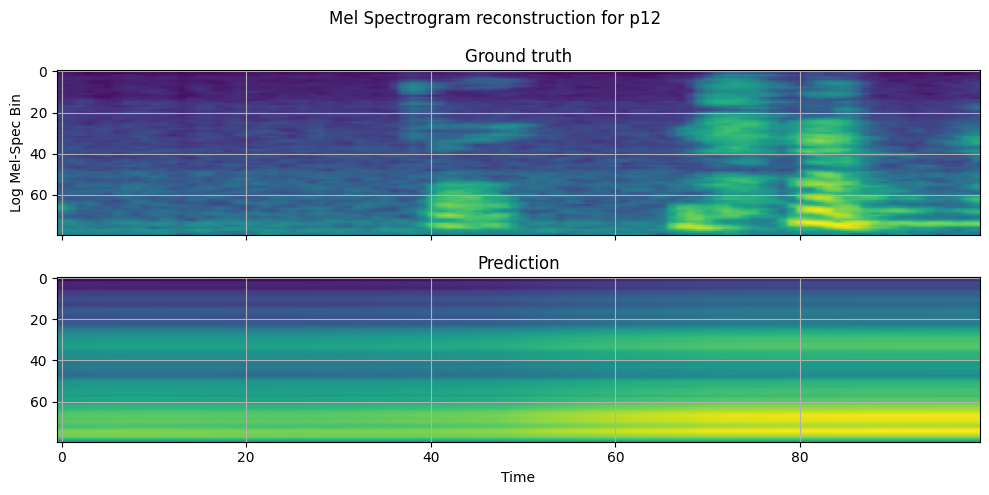 Mel Spectrogram reconstruction for p12
Ground truth
Log Mel-Spec Bin
0
20
40
60
Prediction
0
20
40
60
0 20 40 60 80
Time